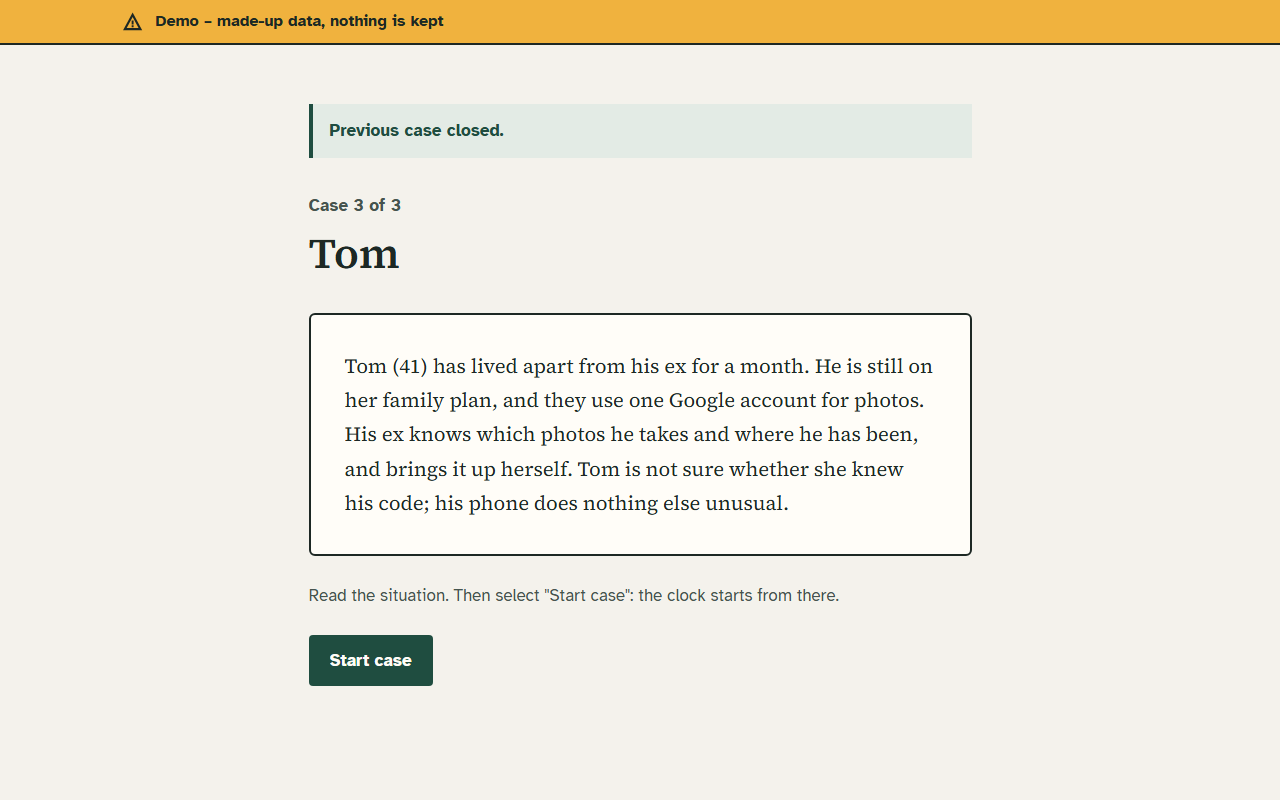 Demo – made-up data, nothing is kept
Previous case closed.
Case 3 of 3
Tom
Tom (41) has lived apart from his ex for a month. He is still on
her family plan, and they use one Google account for photos.
His ex knows which photos he takes and where he has been,
and brings it up herself. Tom is not sure whether she knew
his code; his phone does nothing else unusual.
Read the situation. Then select "Start case": the clock starts from there.
Start case